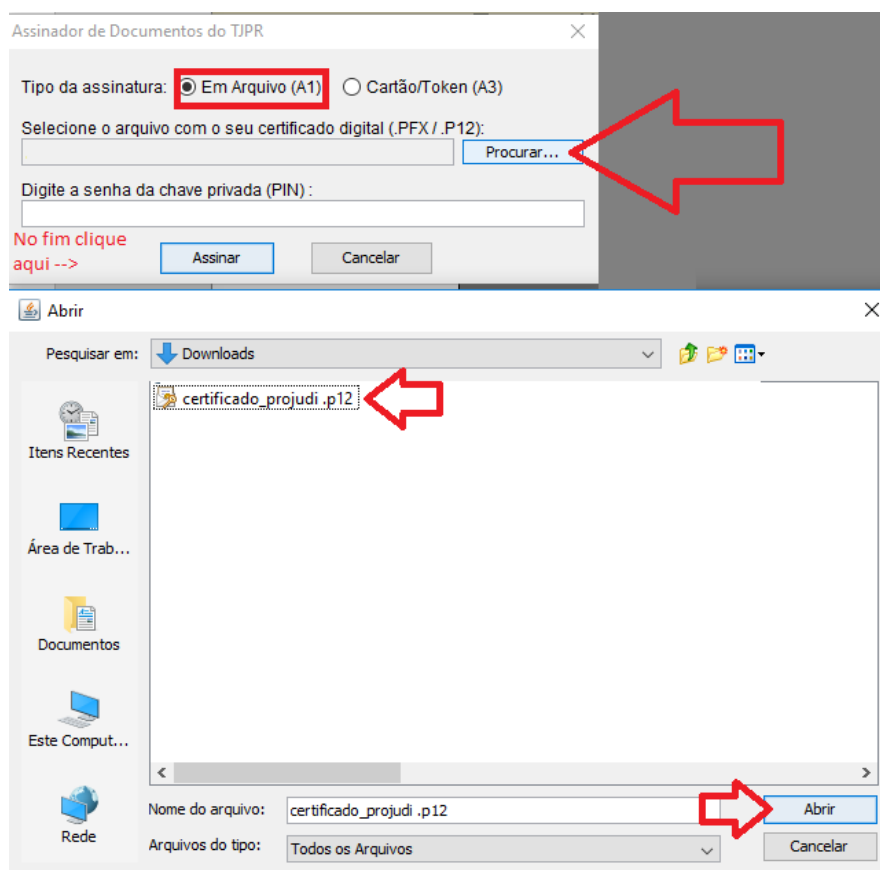 Assinador de Documentos do TJPR
Tipo da assinatura: Em Arquivo (A1) Cartão/Token (A3)
Selecione o arquivo com o seu certificado digital (.PFX / .P12):
Procurar...
Digite a senha da chave privada (PIN) :
No fim clique
aqui -->
Assinar Cancelar
Abrir
Pesquisar em: Downloads
certificado_projudi .p12
Itens Recentes
Área de Trab...
Documentos
Este Comput...
Rede
Nome do arquivo: certificado_projudi .p12 Abrir
Arquivos do tipo: Todos os Arquivos Cancelar